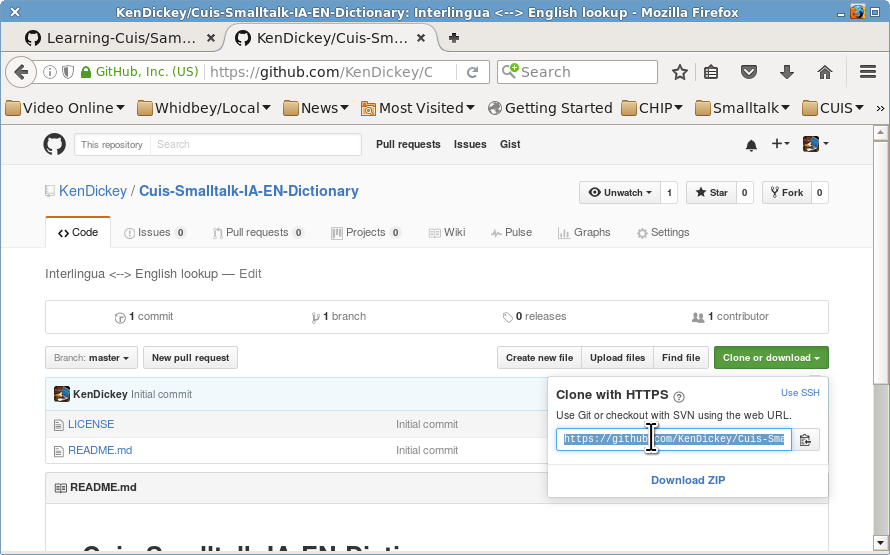 KenDickey/Cuis-Smalltalk-IA-EN-Dictionary: Interlingua <--> English lookup - Mozilla Firefox
Learning-Cuis/Sam… KenDickey/Cuis-Sm…
GitHub, Inc. (US) https://github.com/KenDickey/C Search
Video Online Whidbey/Local News Most Visited Getting Started CHIP Smalltalk CUIS »
This repository Search Pull requests Issues Gist
KenDickey / Cuis-Smalltalk-IA-EN-Dictionary Unwatch 1 Star 0 Fork 0
Code Issues 0 Pull requests 0 Projects 0 Wiki Pulse Graphs Settings
Interlingua <--> English lookup — Edit
1 commit 1 branch 0 releases 1 contributor
Branch: master New pull request Create new file Upload files Find file Clone or download
KenDickey Initial commit
LICENSE Initial commit
README.md Initial commit
Clone with HTTPS ? Use SSH
Use Git or checkout with SVN using the web URL.
https://github.com/KenDickey/Cuis-Sma
Download ZIP
README.md
Cuis-Smalltalk-IA-EN-Dictionary